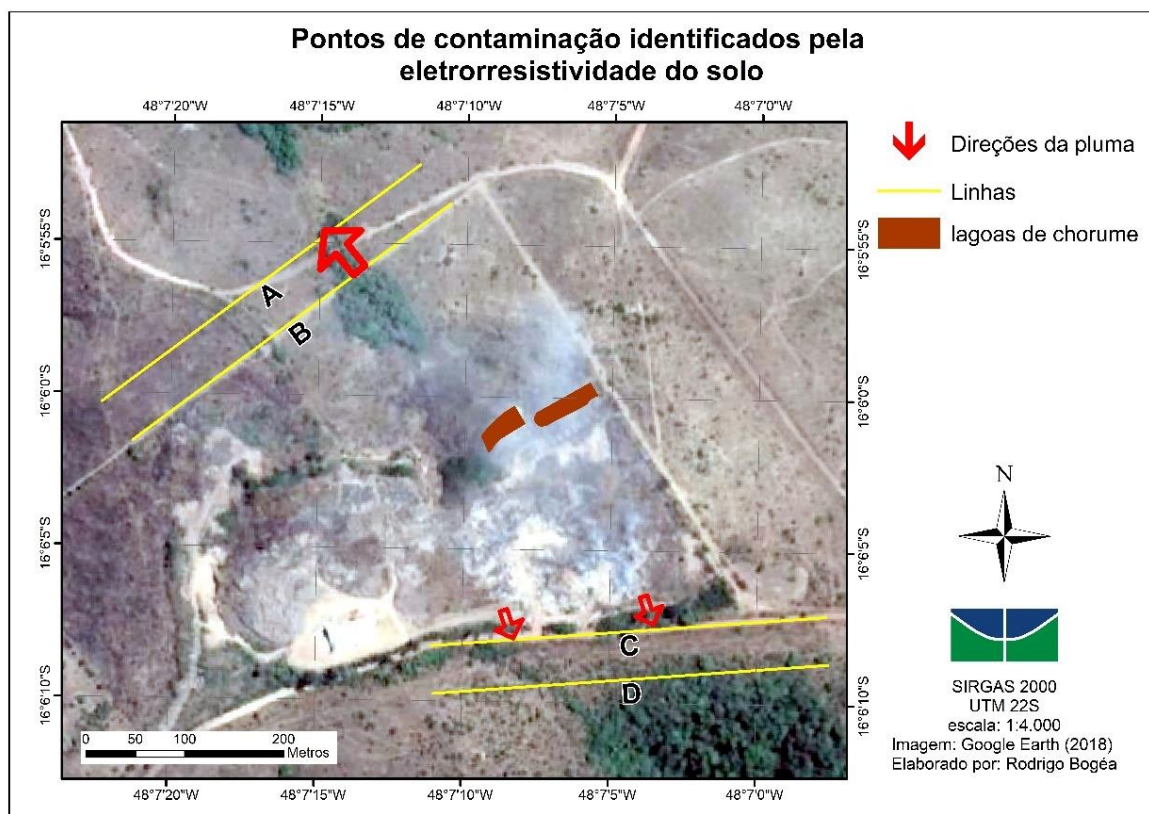 Pontos de contaminação identificados pela
eletrorresistividade do solo
48°7'20"W 48°7'15"W 48°7'10"W 48°7'5"W 48°7'0"W
Direções da pluma
Linhas
lagoas de chorume
16°5'55"S
16°5'55"S
A
B
16°6'0"S
16°6'0"S
16°6'5"S
16°6'5"S
N
C
D
16°6'10"S
16°6'10"S
0 50 100 200
Metros
48°7'20"W 48°7'15"W 48°7'10"W 48°7'5"W 48°7'0"W
SIRGAS 2000
UTM 22S
escala: 1:4.000
Imagem: Google Earth (2018)
Elaborado por: Rodrigo Bogéa